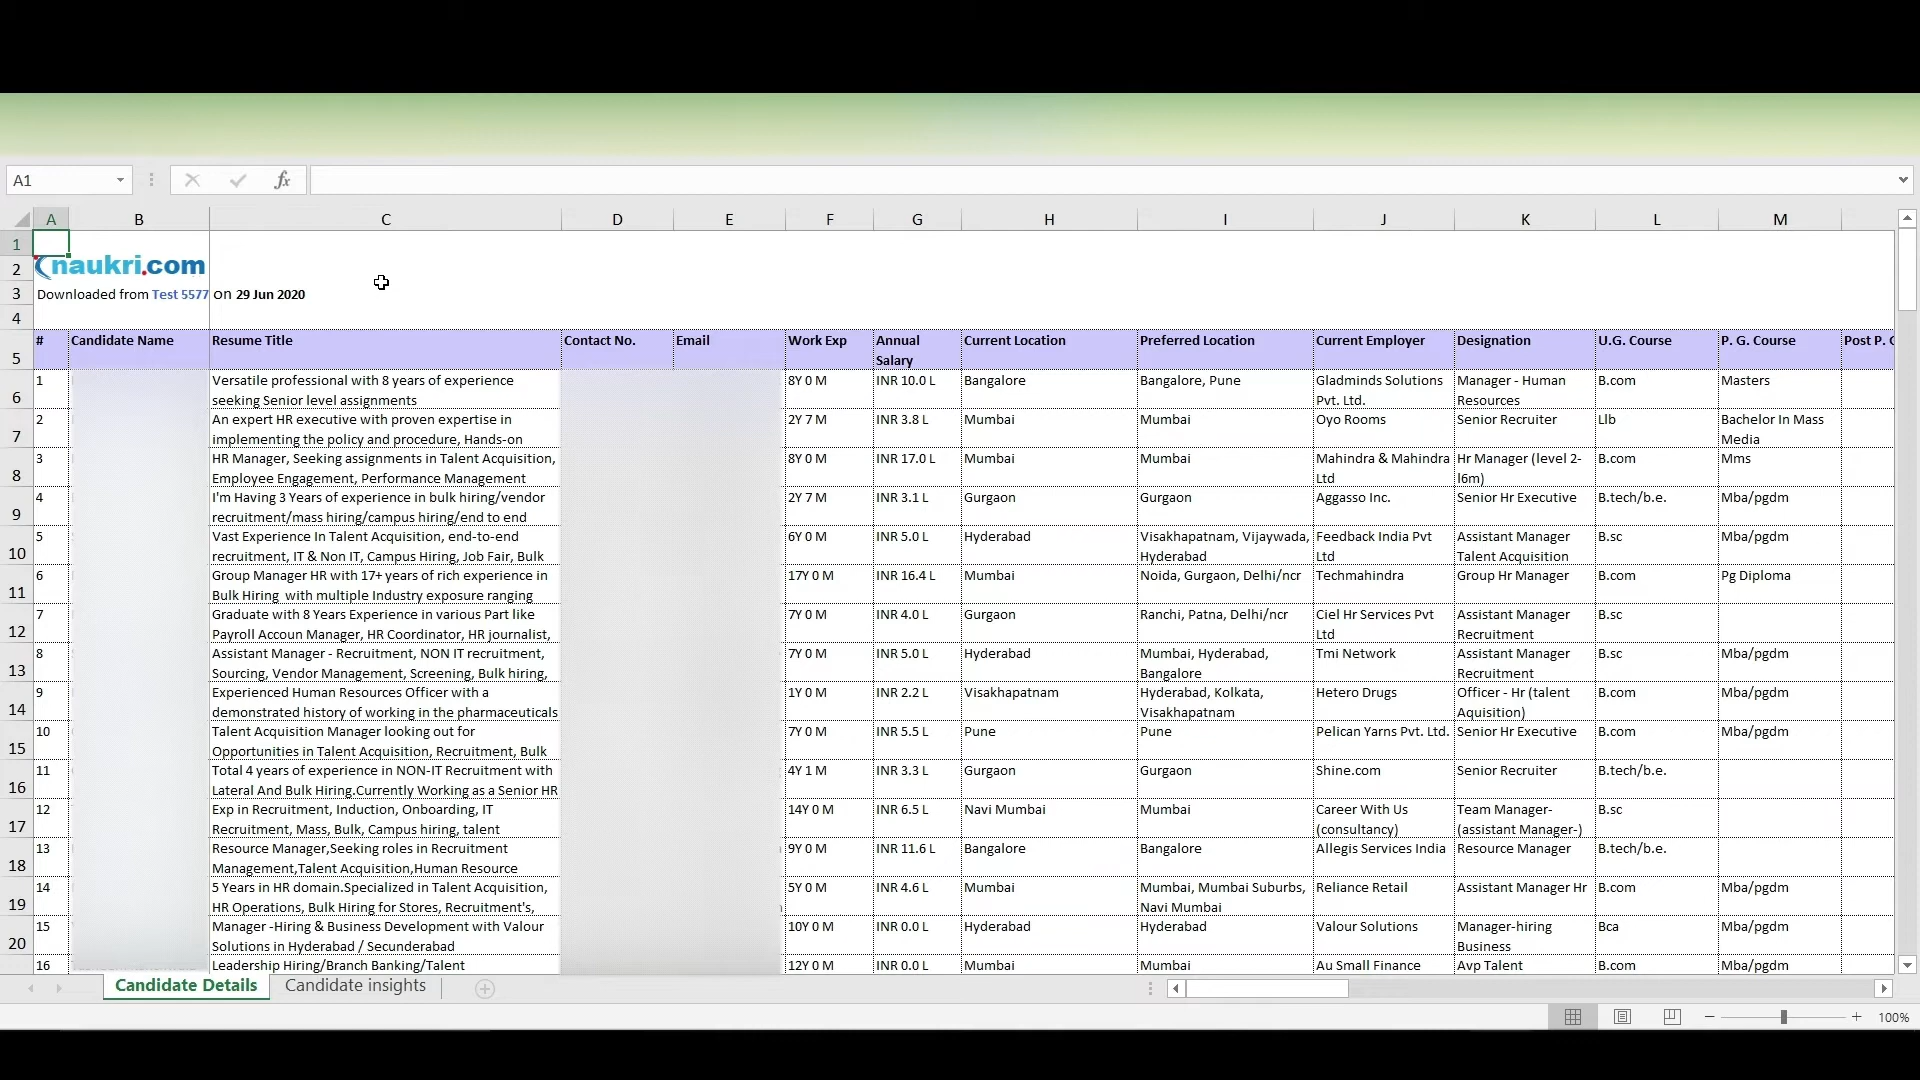 A1
fx
A B C D E F G H I J K L M
1
2 naukri.com
3 Downloaded from Test 5577 on 29 Jun 2020
4
5 # Candidate Name Resume Title Contact No. Email Work Exp Annual Salary Current Location Preferred Location Current Employer Designation U.G. Course P. G. Course Post P. G
6 1 Versatile professional with 8 years of experience seeking Senior level assignments 8Y 0 M INR 10.0 L Bangalore Bangalore, Pune Gladminds Solutions Pvt. Ltd. Manager - Human Resources B.com Masters
7 2 An expert HR executive with proven expertise in implementing the policy and procedure, Hands-on 2Y 7 M INR 3.8 L Mumbai Mumbai Oyo Rooms Senior Recruiter Llb Bachelor In Mass Media
8 3 HR Manager, Seeking assignments in Talent Acquisition, Employee Engagement, Performance Management 8Y 0 M INR 17.0 L Mumbai Mumbai Mahindra & Mahindra Ltd Hr Manager (level 2-l6m) B.com Mms
9 4 I'm Having 3 Years of experience in bulk hiring/vendor recruitment/mass hiring/campus hiring/end to end 2Y 7 M INR 3.1 L Gurgaon Gurgaon Aggasso Inc. Senior Hr Executive B.tech/b.e. Mba/pgdm
10 5 Vast Experience In Talent Acquisition, end-to-end recruitment, IT & Non IT, Campus Hiring, Job Fair, Bulk 6Y 0 M INR 5.0 L Hyderabad Visakhapatnam, Vijaywada, Hyderabad Feedback India Pvt Ltd Assistant Manager Talent Acquisition B.sc Mba/pgdm
11 6 Group Manager HR with 17+ years of rich experience in Bulk Hiring with multiple Industry exposure ranging 17Y 0 M INR 16.4 L Mumbai Noida, Gurgaon, Delhi/ncr Techmahindra Group Hr Manager B.com Pg Diploma
12 7 Graduate with 8 Years Experience in various Part like Payroll Accoun Manager, HR Coordinator, HR journalist, 7Y 0 M INR 4.0 L Gurgaon Ranchi, Patna, Delhi/ncr Ciel Hr Services Pvt Ltd Assistant Manager Recruitment B.sc
13 8 Assistant Manager - Recruitment, NON IT recruitment, Sourcing, Vendor Management, Screening, Bulk hiring, 7Y 0 M INR 5.0 L Hyderabad Mumbai, Hyderabad, Bangalore Tmi Network Assistant Manager Recruitment B.sc Mba/pgdm
14 9 Experienced Human Resources Officer with a demonstrated history of working in the pharmaceuticals 1Y 0 M INR 2.2 L Visakhapatnam Hyderabad, Kolkata, Visakhapatnam Hetero Drugs Officer - Hr (talent Aquisition) B.com Mba/pgdm
15 10 Talent Acquisition Manager looking out for Opportunities in Talent Acquisition, Recruitment, Bulk 7Y 0 M INR 5.5 L Pune Pune Pelican Yarns Pvt. Ltd. Senior Hr Executive B.com Mba/pgdm
16 11 Total 4 years of experience in NON-IT Recruitment with Lateral And Bulk Hiring.Currently Working as a Senior HR 4Y 1 M INR 3.3 L Gurgaon Gurgaon Shine.com Senior Recruiter B.tech/b.e.
17 12 Exp in Recruitment, Induction, Onboarding, IT Recruitment, Mass, Bulk, Campus hiring, talent 14Y 0 M INR 6.5 L Navi Mumbai Mumbai Career With Us (consultancy) Team Manager-(assistant Manager-) B.sc
18 13 Resource Manager,Seeking roles in Recruitment Management,Talent Acquisition,Human Resource 9Y 0 M INR 11.6 L Bangalore Bangalore Allegis Services India Resource Manager B.tech/b.e.
19 14 5 Years in HR domain.Specialized in Talent Acquisition, HR Operations, Bulk Hiring for Stores, Recruitment's, 5Y 0 M INR 4.6 L Mumbai Mumbai, Mumbai Suburbs, Navi Mumbai Reliance Retail Assistant Manager Hr B.com Mba/pgdm
20 15 Manager -Hiring & Business Development with Valour Solutions in Hyderabad / Secunderabad 10Y 0 M INR 0.0 L Hyderabad Hyderabad Valour Solutions Manager-hiring Business Bca Mba/pgdm
16 Leadership Hiring/Branch Banking/Talent 12Y 0 M INR 0.0 L Mumbai Mumbai Au Small Finance Avp Talent B.com Mba/pgdm
Candidate Details Candidate insights
100%